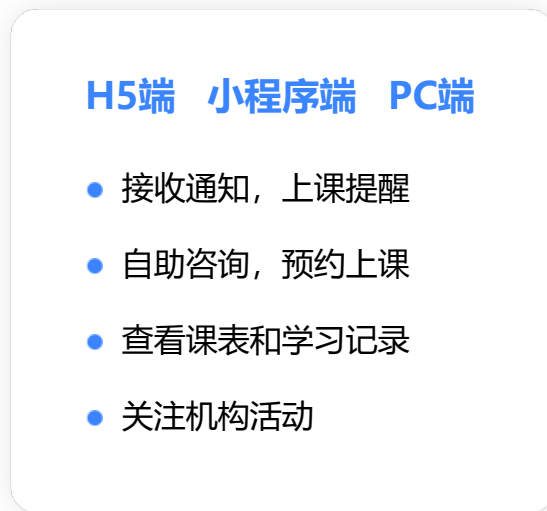 H5端 小程序端 PC端
接收通知，上课提醒
自助咨询，预约上课
查看课表和学习记录
关注机构活动